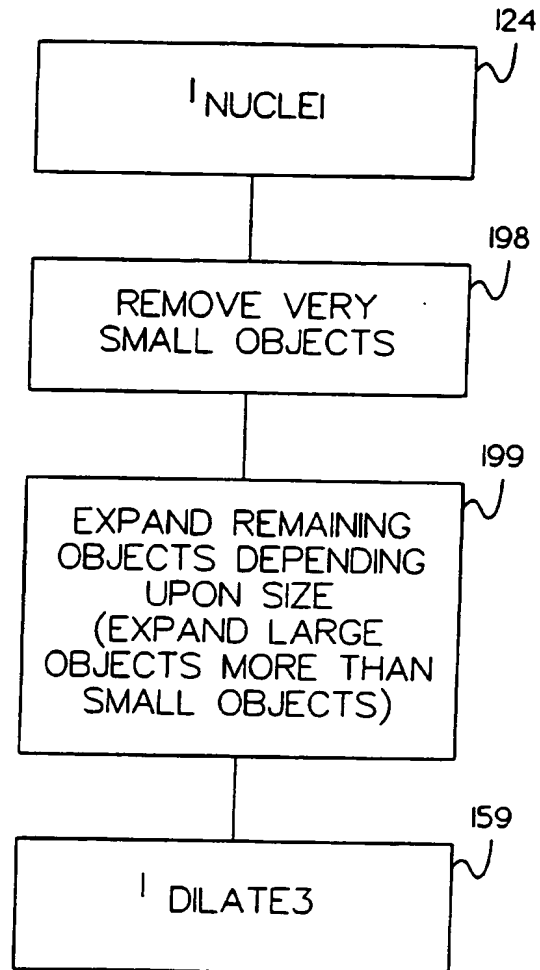 124
I NUCLEI
198
REMOVE VERY
SMALL OBJECTS
199
EXPAND REMAINING
OBJECTS DEPENDING
UPON SIZE
(EXPAND LARGE
OBJECTS MORE THAN
SMALL OBJECTS)
159
I DILATE3